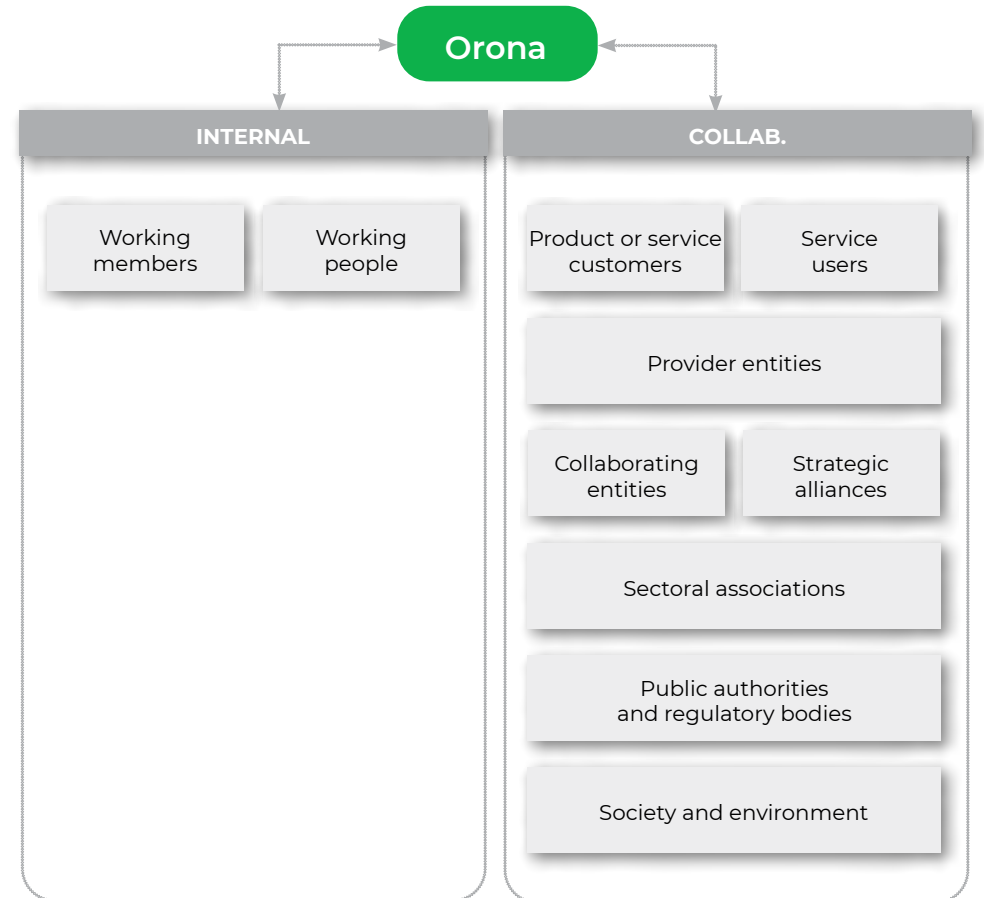 Orona
INTERNAL
Working
members
Working
people
COLLAB.
Product or service
customers
Service
users
Provider entities
Collaborating
entities
Strategic
alliances
Sectoral associations
Public authorities
and regulatory bodies
Society and environment